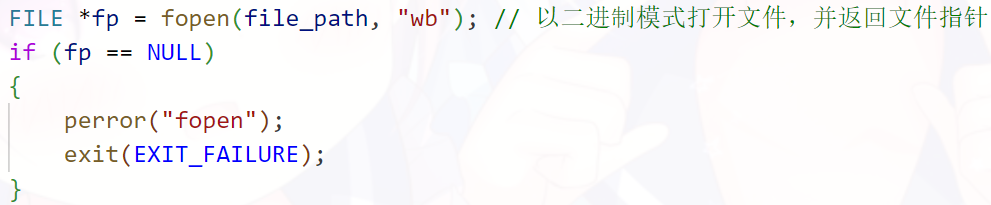 FILE *fp = fopen(file_path, "wb"); // 以二进制模式打开文件，并返回文件指针
if (fp == NULL)
{
    perror("fopen");
    exit(EXIT_FAILURE);
}